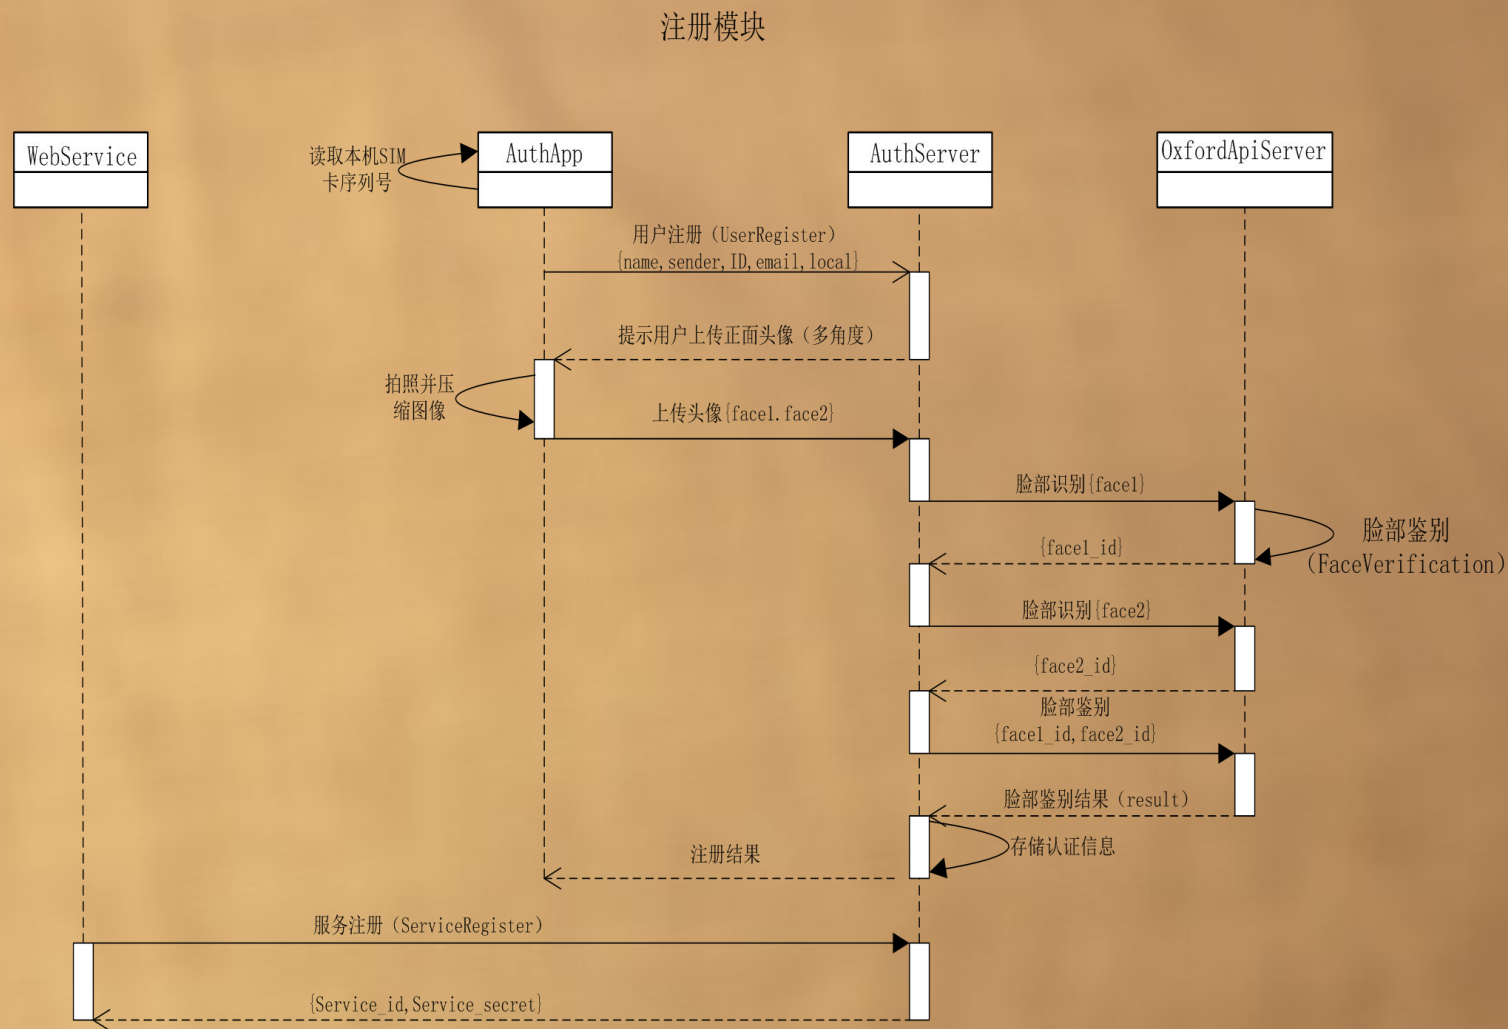 注册模块
WebService
AuthApp
AuthServer
OxfordApiServer
读取本机SIM
卡序列号
用户注册（UserRegister）
{name,sender,ID,email,local}
提示用户上传正面头像（多角度）
拍照并压
缩图像
上传头像{face1.face2}
脸部识别{face1}
脸部鉴别
（FaceVerification）
{face1_id}
脸部识别{face2}
{face2_id}
脸部鉴别
{face1_id,face2_id}
脸部鉴别结果（result）
存储认证信息
注册结果
服务注册（ServiceRegister）
{Service_id,Service_secret}